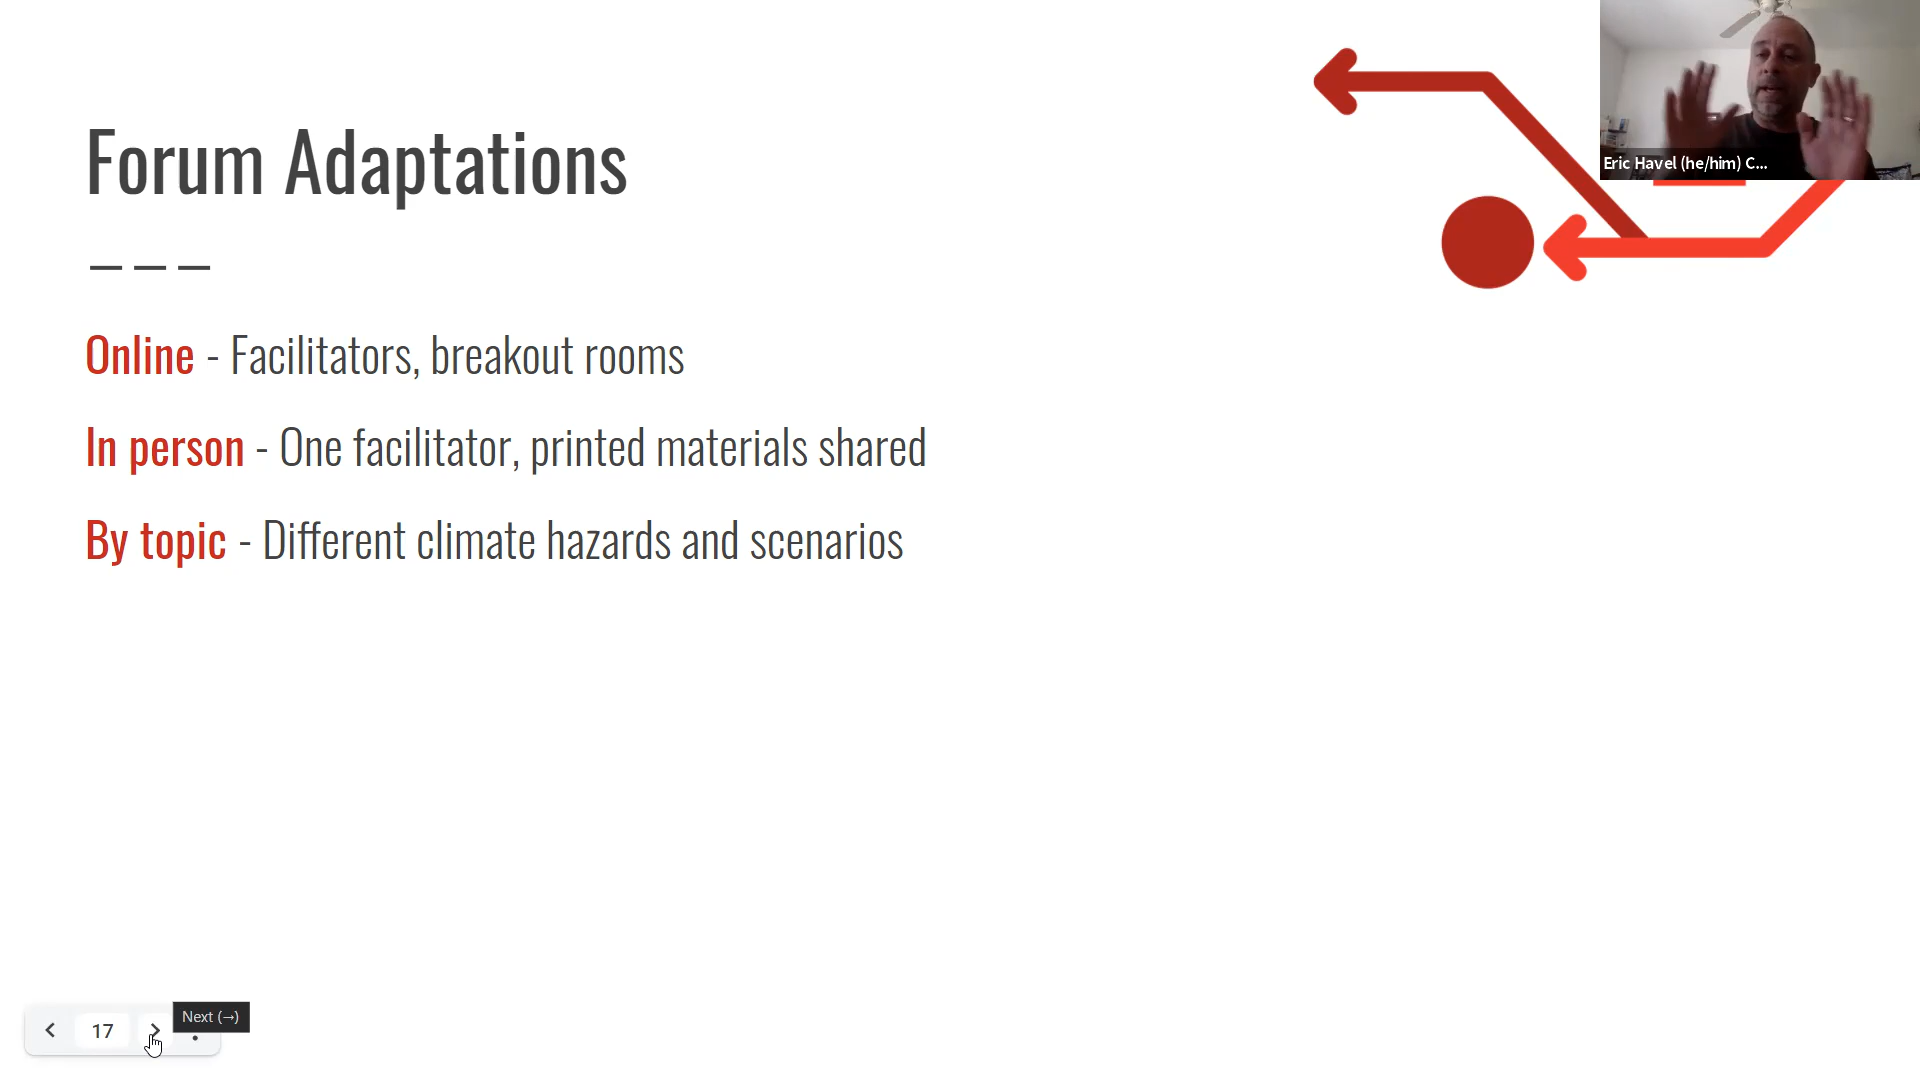 Forum Adaptations
Online - Facilitators, breakout rooms
In person - One facilitator, printed materials shared
By topic - Different climate hazards and scenarios
Eric Havel (he/him) C...
17
Next (→)